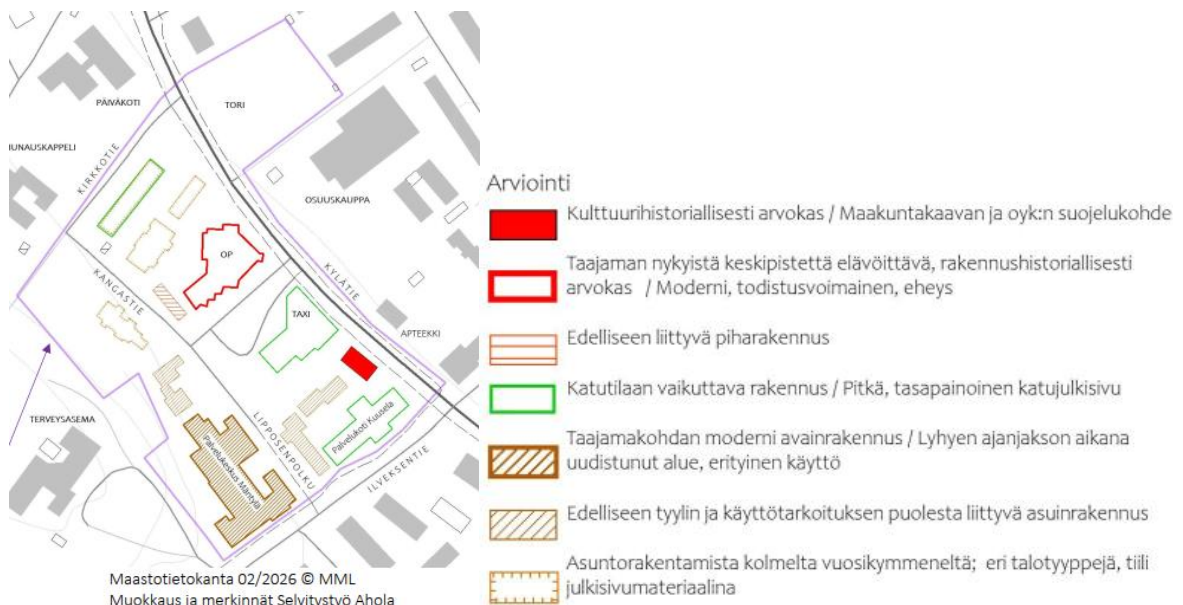 PÄIVÄKOTI
TORI
UNAUSKAPPELI
KIRKKOTIE
OSUUSKAUPPA
OP
KANGASTIE
KYLÄTIE
TAXI
APTEEKKI
TERVEYSASEMA
Palvelukeskus Mäntylä
LIPPOSENPOLKU
Palvelukoti Kuusela
ILVEKSENTIE
Maastotietokanta 02/2026 © MML
Muokkaus ja merkinnät Selvitystyö Ahola
Arviointi
Kulttuurihistoriallisesti arvokas / Maakuntakaavan ja oyk:n suojelukohde
Taajaman nykyistä keskipistettä elävöittävä, rakennushistoriallisesti
arvokas / Moderni, todistusvoimainen, eheys
Edelliseen liittyvä piharakennus
Katutilaan vaikuttava rakennus / Pitkä, tasapainoinen katujulkisivu
Taajamakohdan moderni avainrakennus / Lyhyen ajanjakson aikana
uudistunut alue, erityinen käyttö
Edelliseen tyylin ja käyttötarkoituksen puolesta liittyvä asuinrakennus
Asuntorakentamista kolmelta vuosikymmeneltä; eri talotyyppejä, tiili
julkisivumateriaalina